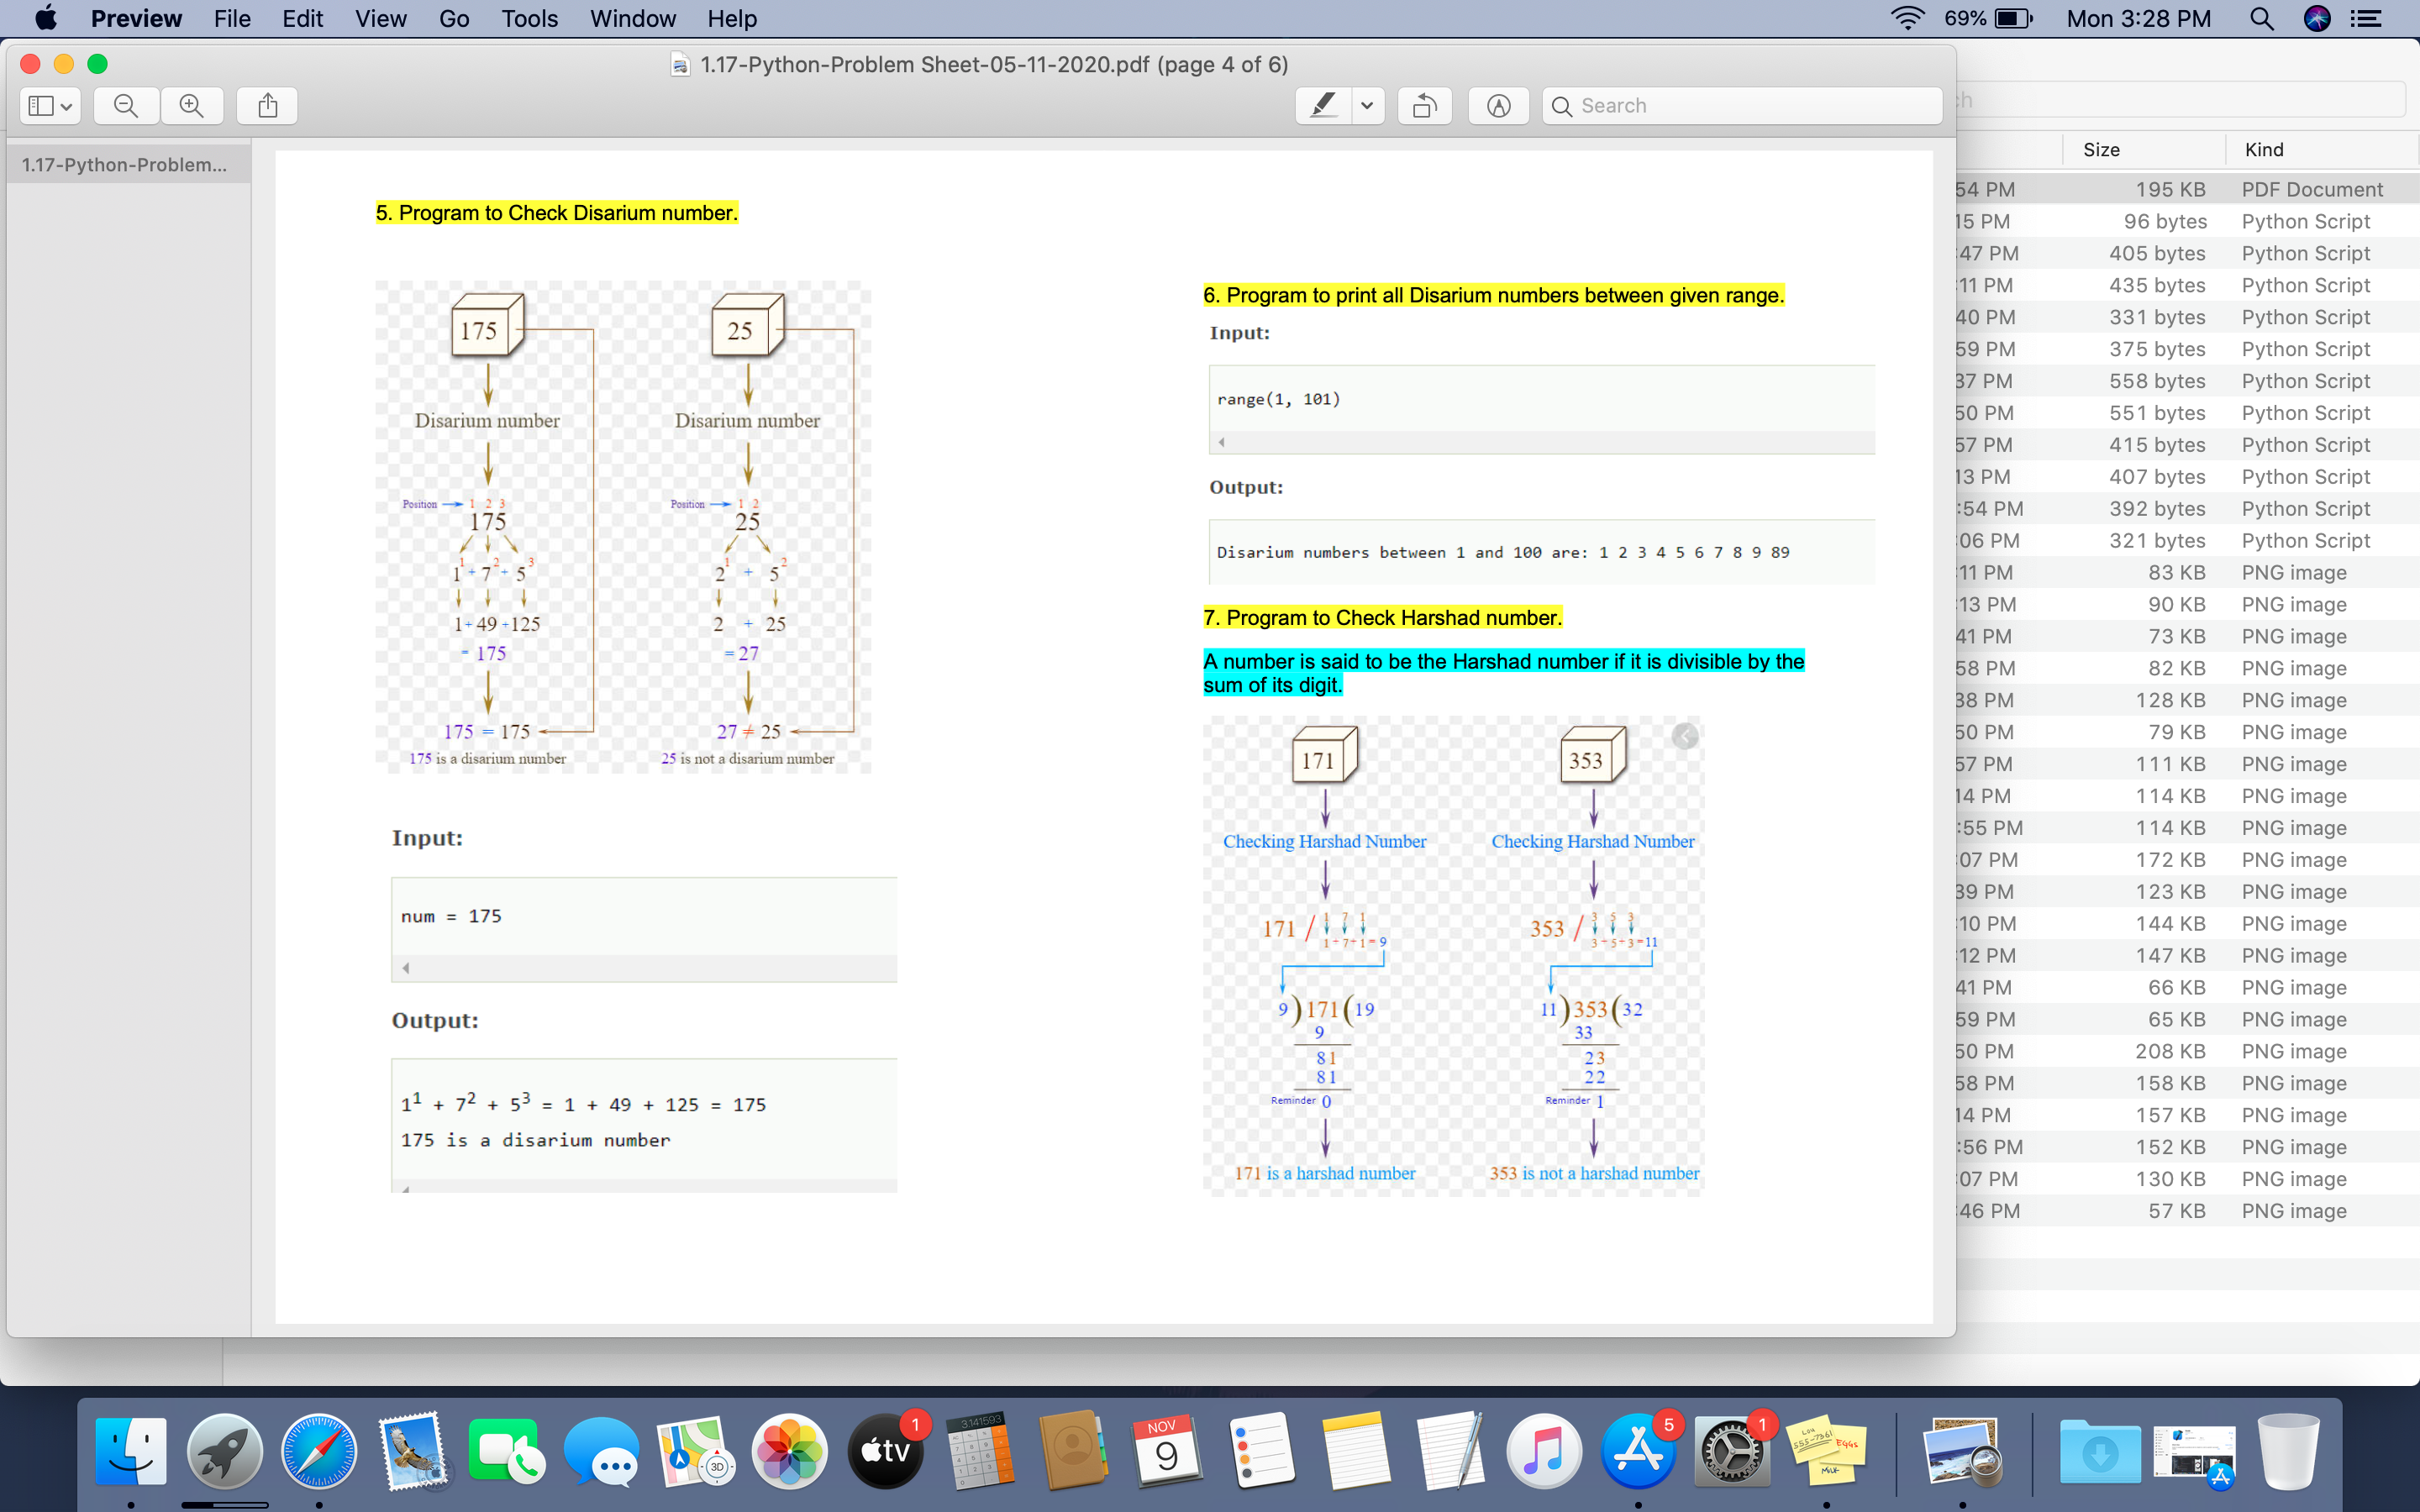 Preview File Edit View Go Tools Window Help 69% Mon 3:28 PM
1.17-Python-Problem Sheet-05-11-2020.pdf (page 4 of 6)
Search
1.17-Python-Problem...
5. Program to Check Disarium number.
175 25
Disarium number Disarium number
Position 1 2 3 Position 1 2
175 25
1¹ + 7² + 5³ 2¹ + 5²
1 + 49 + 125 2 + 25
= 175 = 27
175 = 175 27 ≠ 25
175 is a disarium number 25 is not a disarium number
Input:
num = 175
Output:
1¹ + 7² + 5³ = 1 + 49 + 125 = 175
175 is a disarium number
6. Program to print all Disarium numbers between given range.
Input:
range(1, 101)
Output:
Disarium numbers between 1 and 100 are: 1 2 3 4 5 6 7 8 9 89
7. Program to Check Harshad number.
A number is said to be the Harshad number if it is divisible by the
sum of its digit.
171 353
Checking Harshad Number Checking Harshad Number
1 7 1 3 5 3
171 / 1+7+1=9 353 / 3+5+3=11
9)171(19 11)353(32
9 33
81 23
81 22
Reminder 0 Reminder 1
171 is a harshad number 353 is not a harshad number
h
Size Kind
54 PM 195 KB PDF Document
15 PM 96 bytes Python Script
:47 PM 405 bytes Python Script
:11 PM 435 bytes Python Script
40 PM 331 bytes Python Script
59 PM 375 bytes Python Script
37 PM 558 bytes Python Script
50 PM 551 bytes Python Script
57 PM 415 bytes Python Script
13 PM 407 bytes Python Script
:54 PM 392 bytes Python Script
:06 PM 321 bytes Python Script
:11 PM 83 KB PNG image
:13 PM 90 KB PNG image
41 PM 73 KB PNG image
58 PM 82 KB PNG image
38 PM 128 KB PNG image
50 PM 79 KB PNG image
57 PM 111 KB PNG image
14 PM 114 KB PNG image
:55 PM 114 KB PNG image
:07 PM 172 KB PNG image
39 PM 123 KB PNG image
:10 PM 144 KB PNG image
:12 PM 147 KB PNG image
41 PM 66 KB PNG image
59 PM 65 KB PNG image
50 PM 208 KB PNG image
58 PM 158 KB PNG image
14 PM 157 KB PNG image
:56 PM 152 KB PNG image
:07 PM 130 KB PNG image
:46 PM 57 KB PNG image
3D
tv 1
3.141593
NOV
9
5
1
555-7361 EGGS
MILK